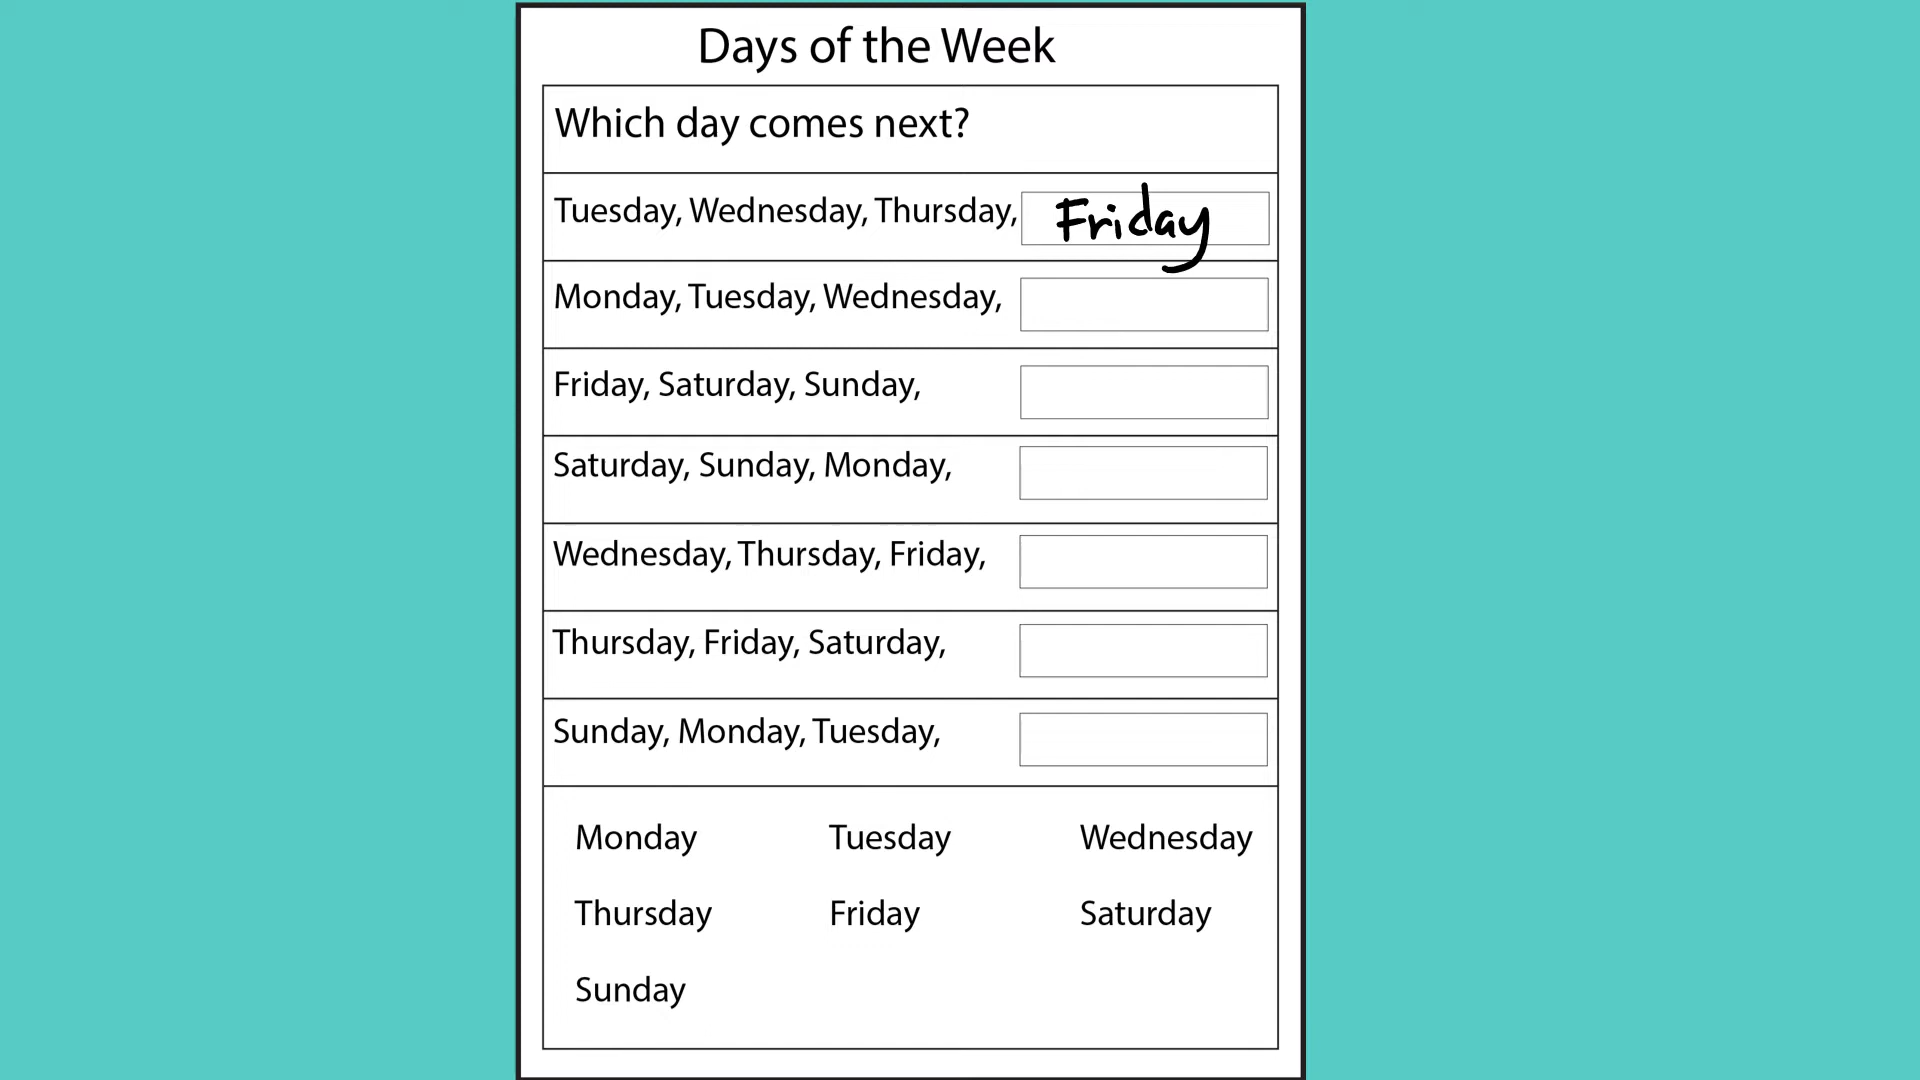 Days of the Week
Which day comes next?
Tuesday, Wednesday, Thursday, Friday
Monday, Tuesday, Wednesday,
Friday, Saturday, Sunday,
Saturday, Sunday, Monday,
Wednesday, Thursday, Friday,
Thursday, Friday, Saturday,
Sunday, Monday, Tuesday,
Monday Tuesday Wednesday
Thursday Friday Saturday
Sunday